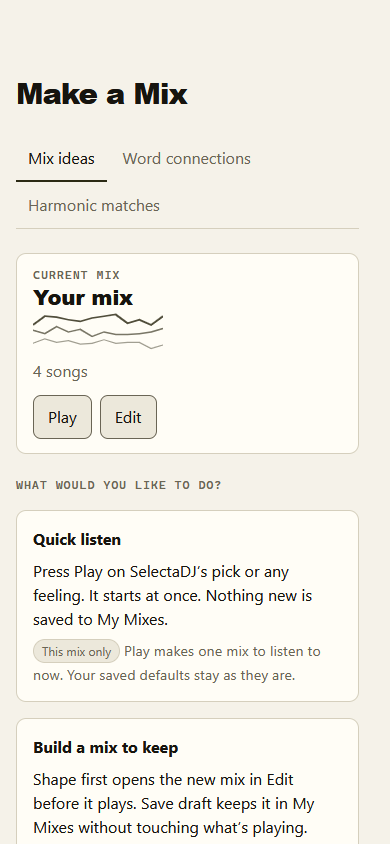 Make a Mix
Mix ideas
Word connections
Harmonic matches
CURRENT MIX
Your mix
4 songs
Play
Edit
WHAT WOULD YOU LIKE TO DO?
Quick listen
Press Play on SelectaDJ’s pick or any
feeling. It starts at once. Nothing new is
saved to My Mixes.
This mix only Play makes one mix to listen to
now. Your saved defaults stay as they are.
Build a mix to keep
Shape first opens the new mix in Edit
before it plays. Save draft keeps it in My
Mixes without touching what’s playing.